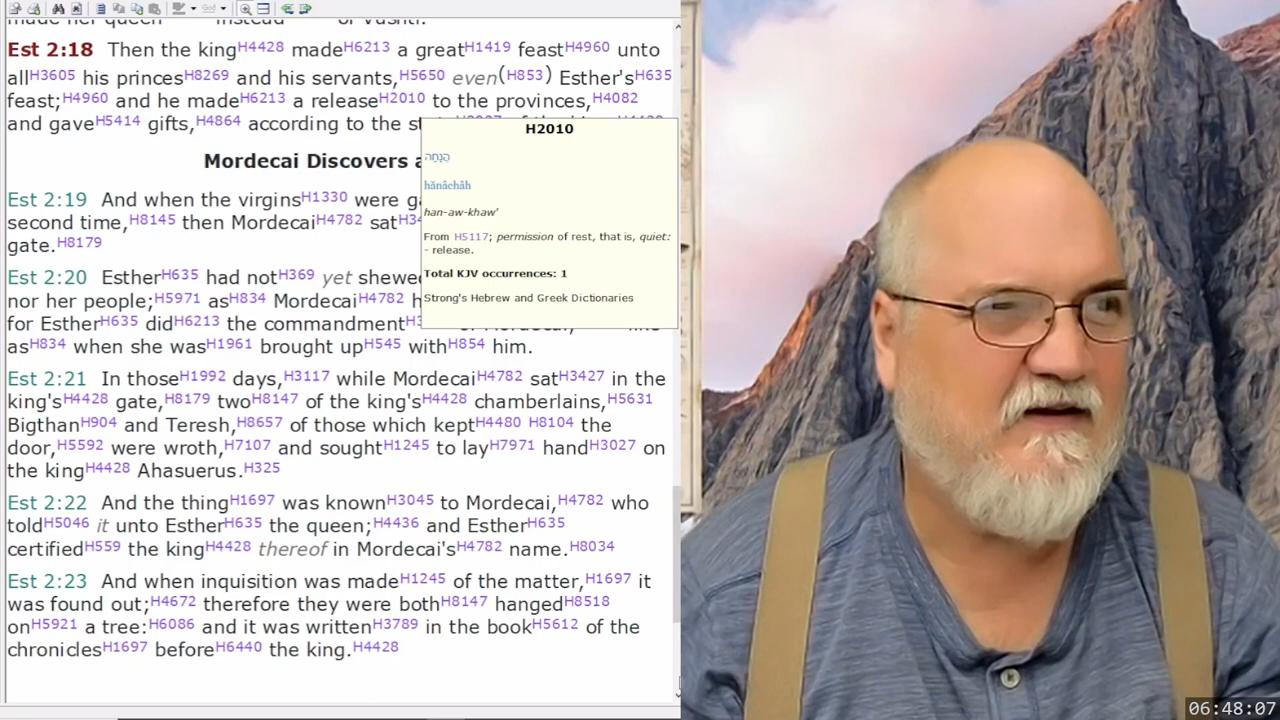 Est 2:18 Then the kingH4428 madeH6213 a greatH1419 feastH4960 unto
allH3605 his princesH8269 and his servants,H5650 even(H853) Esther'sH635
feast;H4960 and he madeH6213 a releaseH2010 to the provinces,H4082
and gaveH5414 gifts,H4864 according to the
Mordecai Discovers
Est 2:19 And when the virginsH1330 were
second time,H8145 then MordecaiH4782 sat
gate.H8179
Est 2:20 EstherH635 had notH369 yet shewe
nor her people;H5971 asH834 MordecaiH4782
for EstherH635 didH6213 the commandment
asH834 when she wasH1961 brought upH545 withH854 him.
Est 2:21 In thoseH1992 days,H3117 while MordecaiH4782 satH3427 in the
king'sH4428 gate,H8179 twoH8147 of the king'sH4428 chamberlains,H5631
BigthanH904 and Teresh,H8657 of those which keptH4480 H8104 the
door,H5592 were wroth,H7107 and soughtH1245 to layH7971 handH3027 on
the kingH4428 Ahasuerus.H325
Est 2:22 And the thingH1697 was knownH3045 to Mordecai,H4782 who
toldH5046 it unto EstherH635 the queen;H4436 and EstherH635
certifiedH559 the kingH4428 thereof in Mordecai'sH4782 name.H8034
Est 2:23 And when inquisition was madeH1245 of the matter,H1697 it
was found out;H4672 therefore they were bothH8147 hangedH8518
onH5921 a tree:H6086 and it was writtenH3789 in the bookH5612 of the
chroniclesH1697 beforeH6440 the king.H4428
H2010
הֲנָחָה
hănâchâh
han-aw-khaw'
From H5117; permission of rest, that is, quiet:
- release.
Total KJV occurrences: 1
Strong's Hebrew and Greek Dictionaries
06:48:07